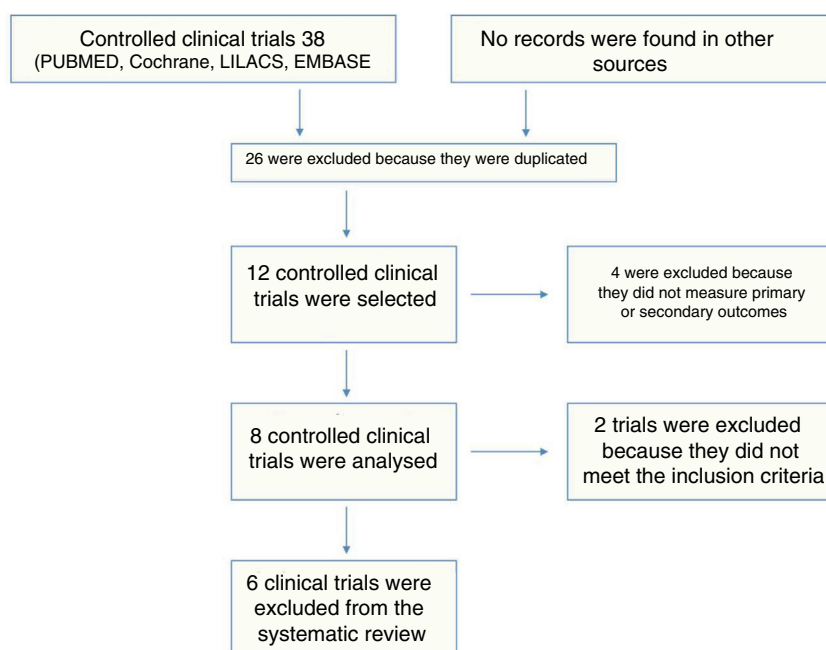 Controlled clinical trials 38
(PUBMED, Cochrane, LILACS, EMBASE
No records were found in other
sources
26 were excluded because they were duplicated
12 controlled clinical
trials were selected
4 were excluded because
they did not measure primary
or secondary outcomes
8 controlled clinical
trials were analysed
2 trials were excluded
because they did not
meet the inclusion criteria
6 clinical trials were
excluded from the
systematic review